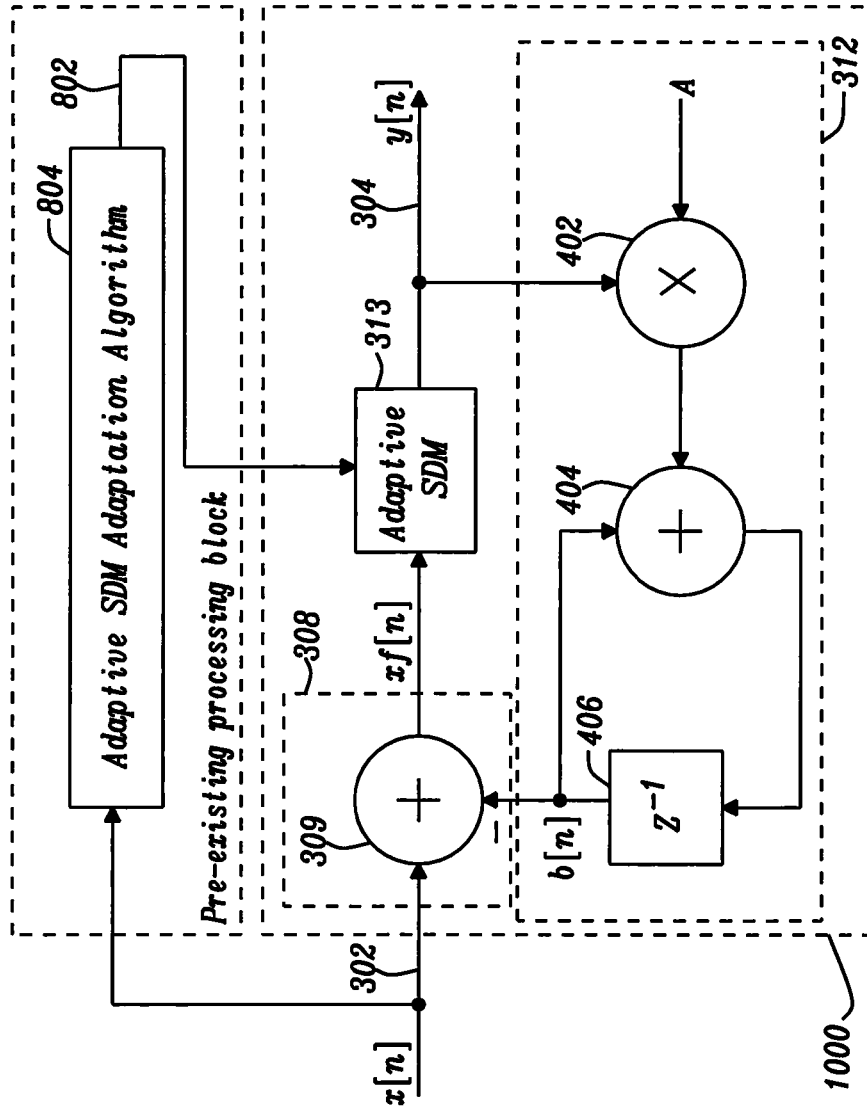 804
802
Adaptive SDM Adaptation Algorithm
Pre-existing processing block
308
309
313
304
x[n]
302
+
xf[n]
Adaptive
SDM
y[n]
−
b[n]
406
404
402
Z⁻¹
+
X
A
312
1000